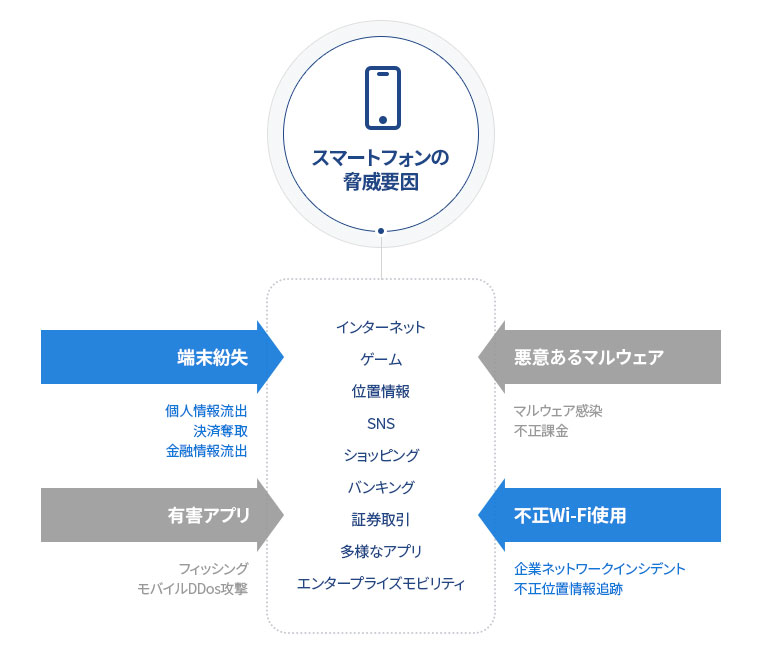 スマートフォンの
脅威要因
端末紛失
個人情報流出
決済奪取
金融情報流出
有害アプリ
フィッシング
モバイルDDos攻撃
インターネット
ゲーム
位置情報
SNS
ショッピング
バンキング
証券取引
多様なアプリ
エンタープライズモビリティ
悪意あるマルウェア
マルウェア感染
不正課金
不正Wi-Fi使用
企業ネットワークインシデント
不正位置情報追跡